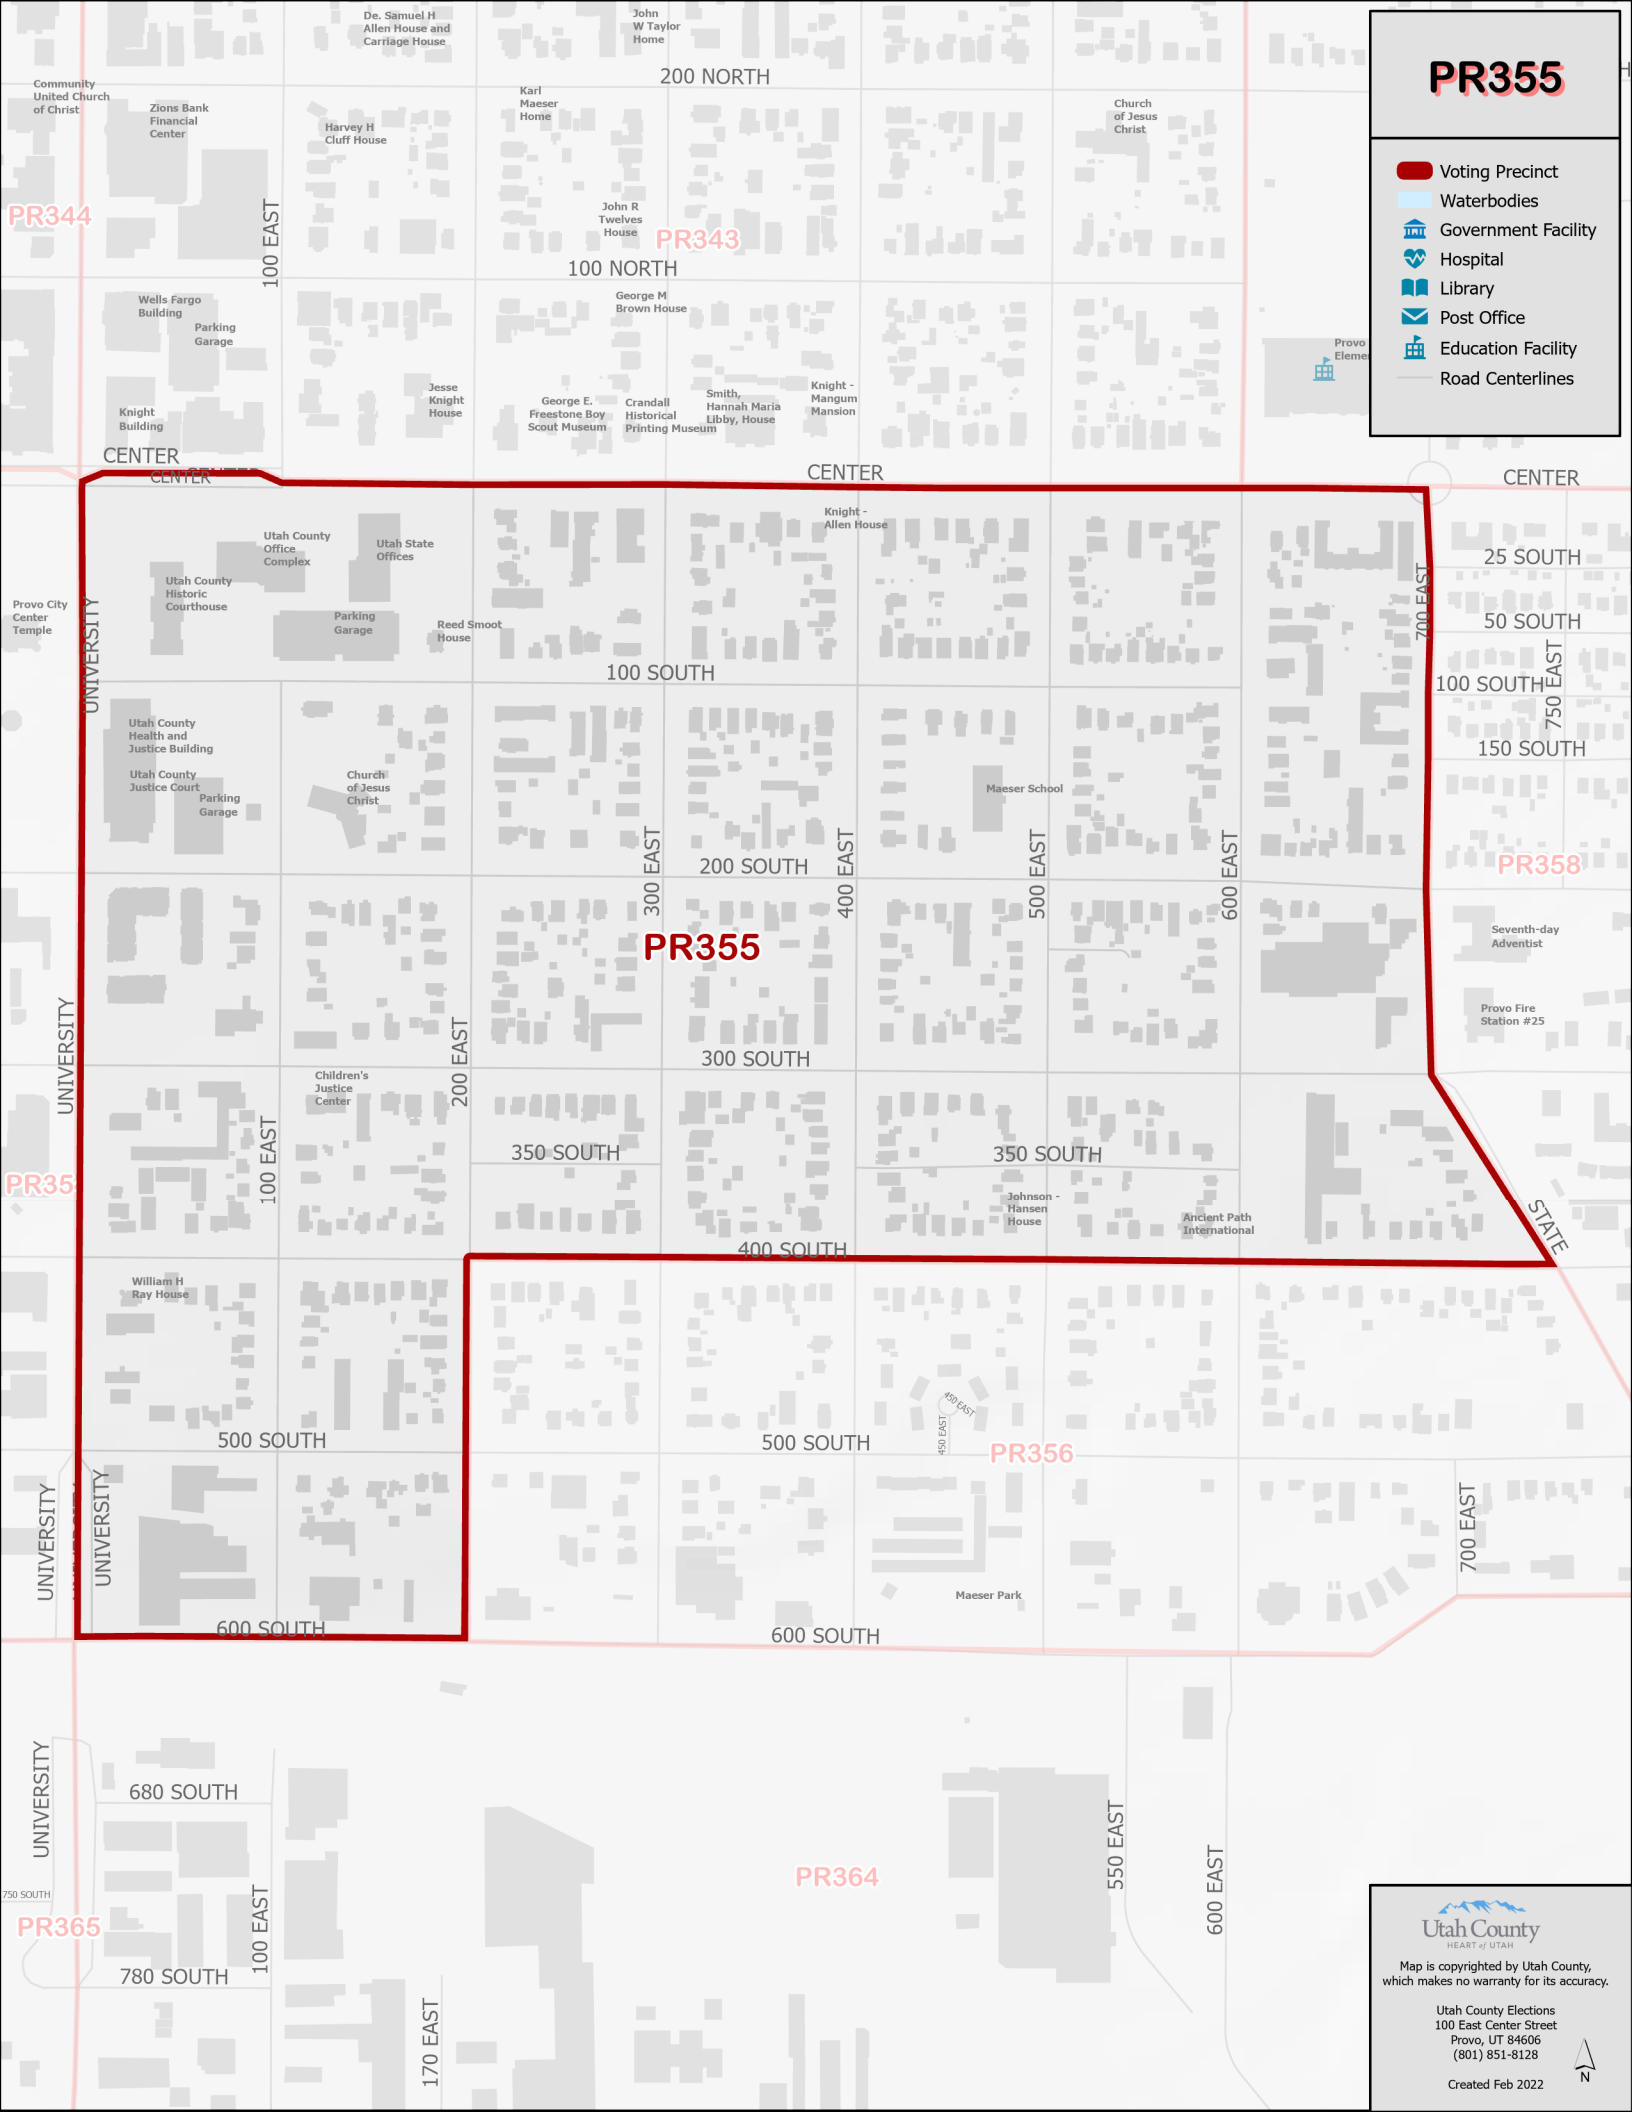 De. Samuel H
Allen House and
Carriage House
John
W Taylor
Home
200 NORTH
PR355
Community
United Church
of Christ
Zions Bank
Financial
Center
Harvey H
Cluff House
Karl
Maeser
Home
Church
of Jesus
Christ
Voting Precinct
Waterbodies
Government Facility
Hospital
Library
Post Office
Education Facility
Road Centerlines
PR344
100 EAST
John R
Twelves
House
PR343
100 NORTH
Wells Fargo
Building
Parking
Garage
George M
Brown House
Provo
Jesse
Knight
House
Knight
Building
George E.
Freestone Boy
Scout Museum
Crandall
Historical
Printing Museum
Smith,
Hannah Maria
Libby, House
Knight -
Mangum
Mansion
CENTER
CENTER
CENTER
CENTER
Knight -
Allen House
Utah County
Office
Complex
Utah State
Offices
Utah County
Historic
Courthouse
Parking
Garage
Reed Smoot
House
Provo City
Center
Temple
UNIVERSITY
100 SOUTH
700 EAST
25 SOUTH
50 SOUTH
100 SOUTH
750 EAST
150 SOUTH
Utah County
Health and
Justice Building
Utah County
Justice Court
Parking
Garage
Church
of Jesus
Christ
Maeser School
300 EAST
200 SOUTH
400 EAST
500 EAST
600 EAST
PR358
PR355
Seventh-day
Adventist
Provo Fire
Station #25
UNIVERSITY
200 EAST
300 SOUTH
Children's
Justice
Center
100 EAST
350 SOUTH
350 SOUTH
PR35
Johnson -
Hansen
House
Ancient Path
International
STATE
400 SOUTH
William H
Ray House
450 EAST
450 EAST
500 SOUTH
500 SOUTH
PR356
UNIVERSITY
UNIVERSITY
700 EAST
Maeser Park
600 SOUTH
600 SOUTH
UNIVERSITY
680 SOUTH
550 EAST
600 EAST
PR364
750 SOUTH
PR365
100 EAST
780 SOUTH
170 EAST
Utah County
HEART of UTAH
Map is copyrighted by Utah County,
which makes no warranty for its accuracy.
Utah County Elections
100 East Center Street
Provo, UT 84606
(801) 851-8128
Created Feb 2022
N